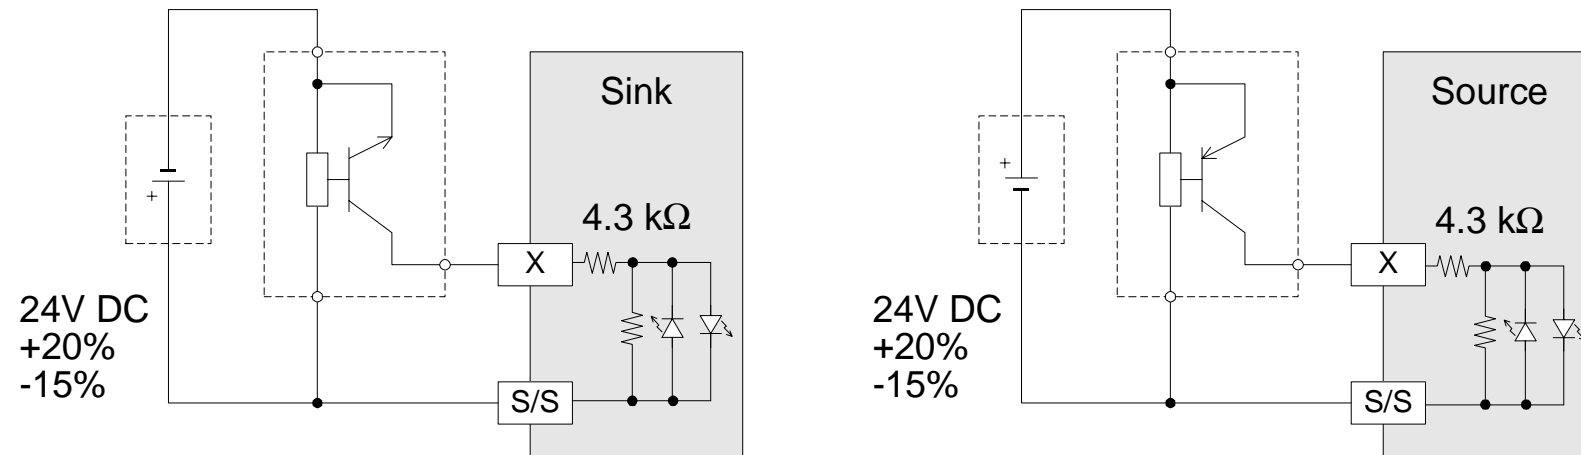 Sink
+
4.3 kΩ
X
24V DC
+20%
-15%
S/S
Source
+
4.3 kΩ
X
24V DC
+20%
-15%
S/S